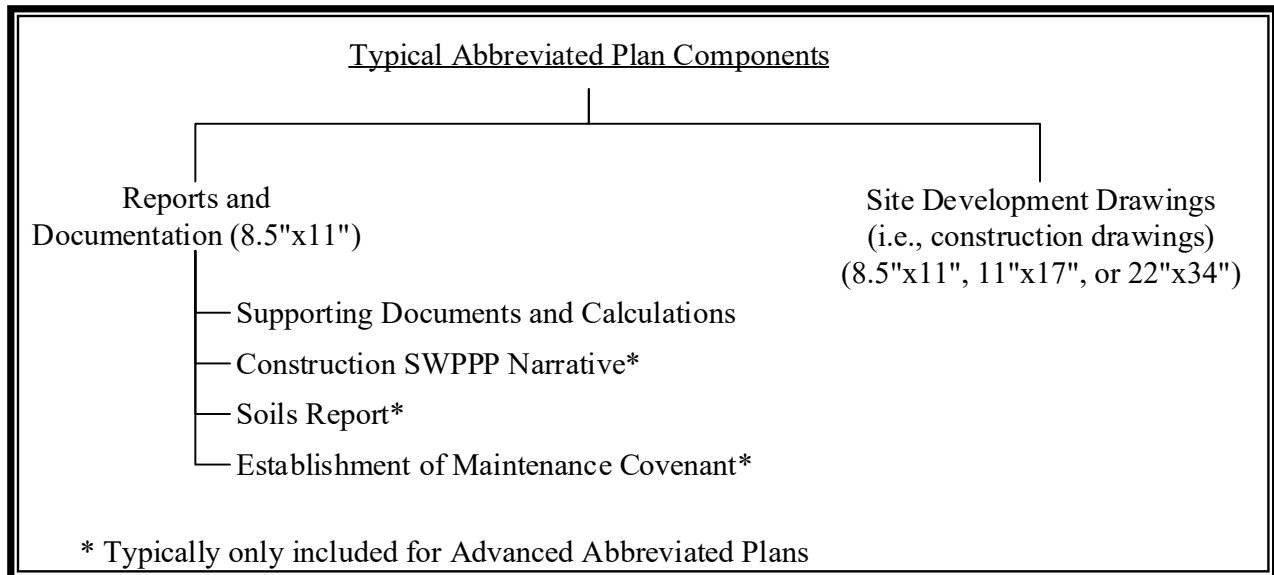 Typical Abbreviated Plan Components
Reports and
Documentation (8.5"x11")
Supporting Documents and Calculations
Construction SWPPP Narrative*
Soils Report*
Establishment of Maintenance Covenant*
Site Development Drawings
(i.e., construction drawings)
(8.5"x11", 11"x17", or 22"x34")
* Typically only included for Advanced Abbreviated Plans